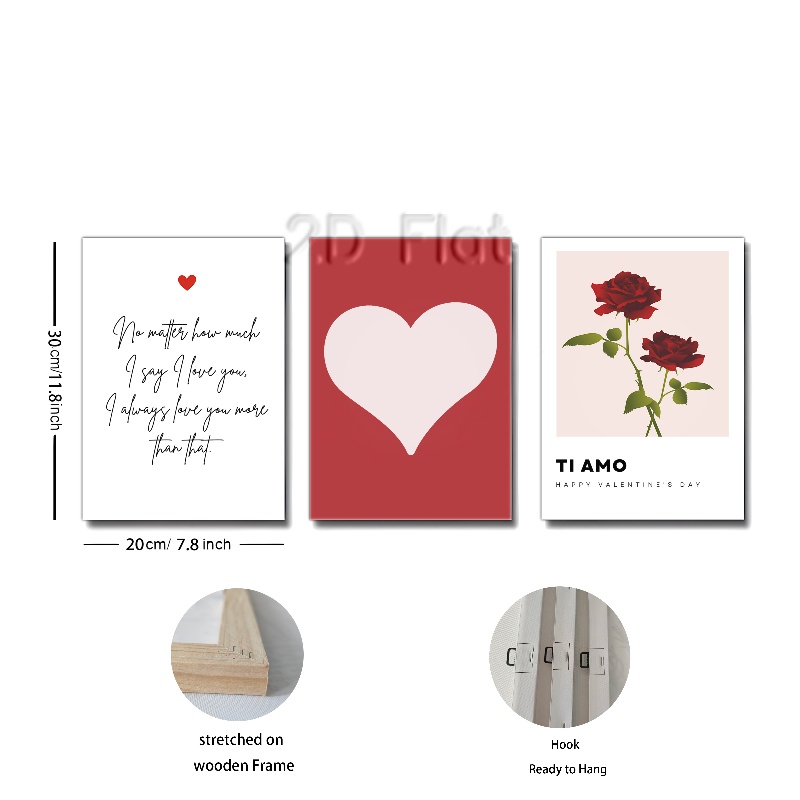 2D Flat
No matter how much
I say I love you,
I always love you more
than that.
TI AMO
HAPPY VALENTINE'S DAY
30cm/11.8inch
20cm/ 7.8 inch
stretched on
wooden Frame
Hook
Ready to Hang